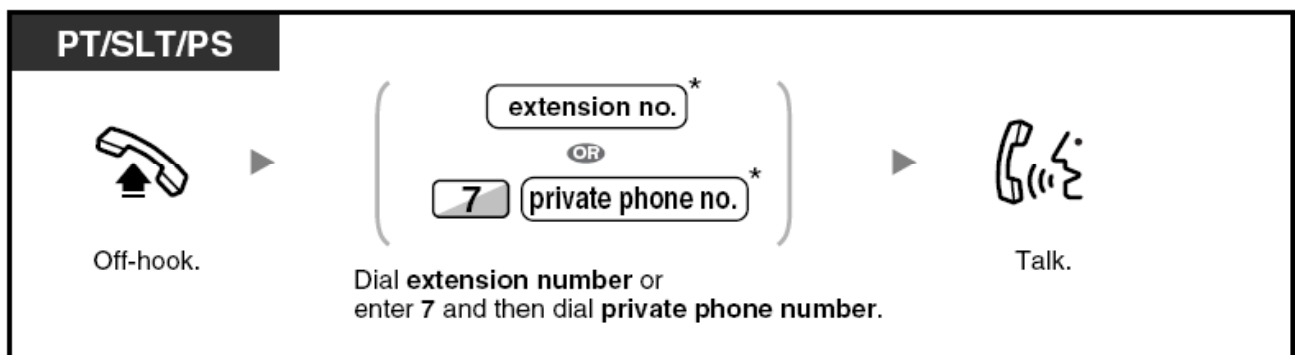 PT/SLT/PS
extension no.*
OR
7 private phone no.*
Off-hook.
Talk.
Dial extension number or
enter 7 and then dial private phone number.